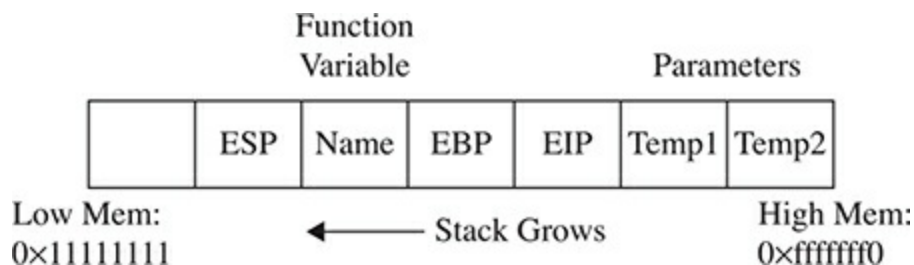 Function
Variable Parameters
ESP Name EBP EIP Temp1 Temp2
Low Mem: High Mem:
Stack Grows
0×11111111 0×fffffff0